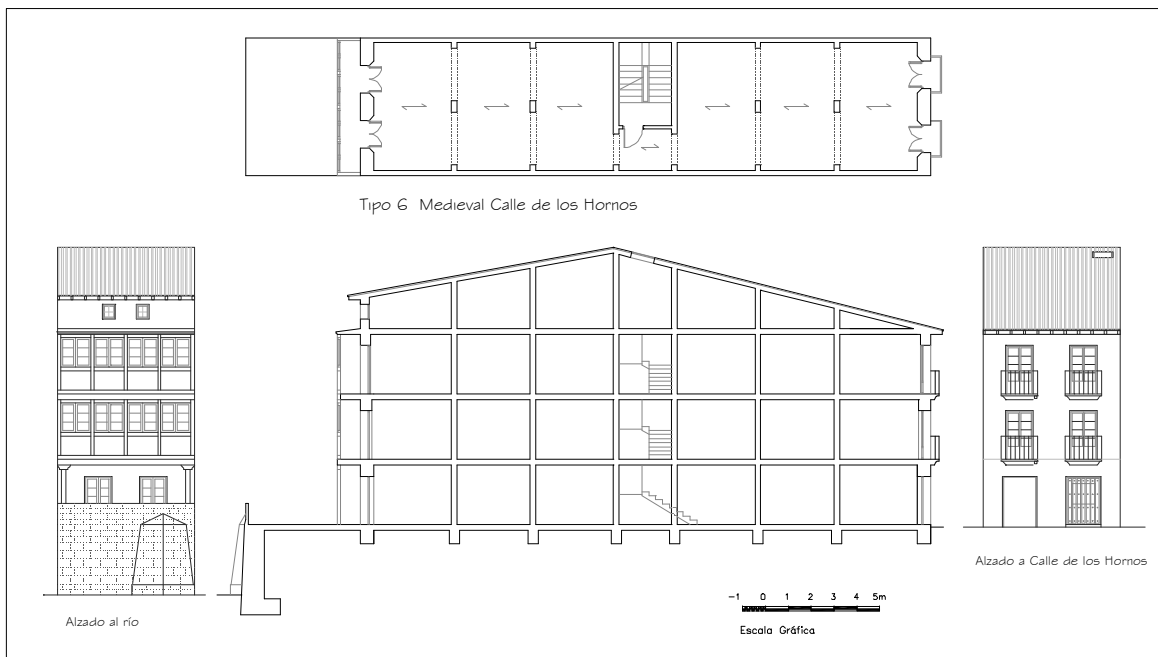 Tipo 6 Medieval Calle de los Hornos
Alzado a Calle de los Hornos
-1 0 1 2 3 4 5m
Escala Gráfica
Alzado al río